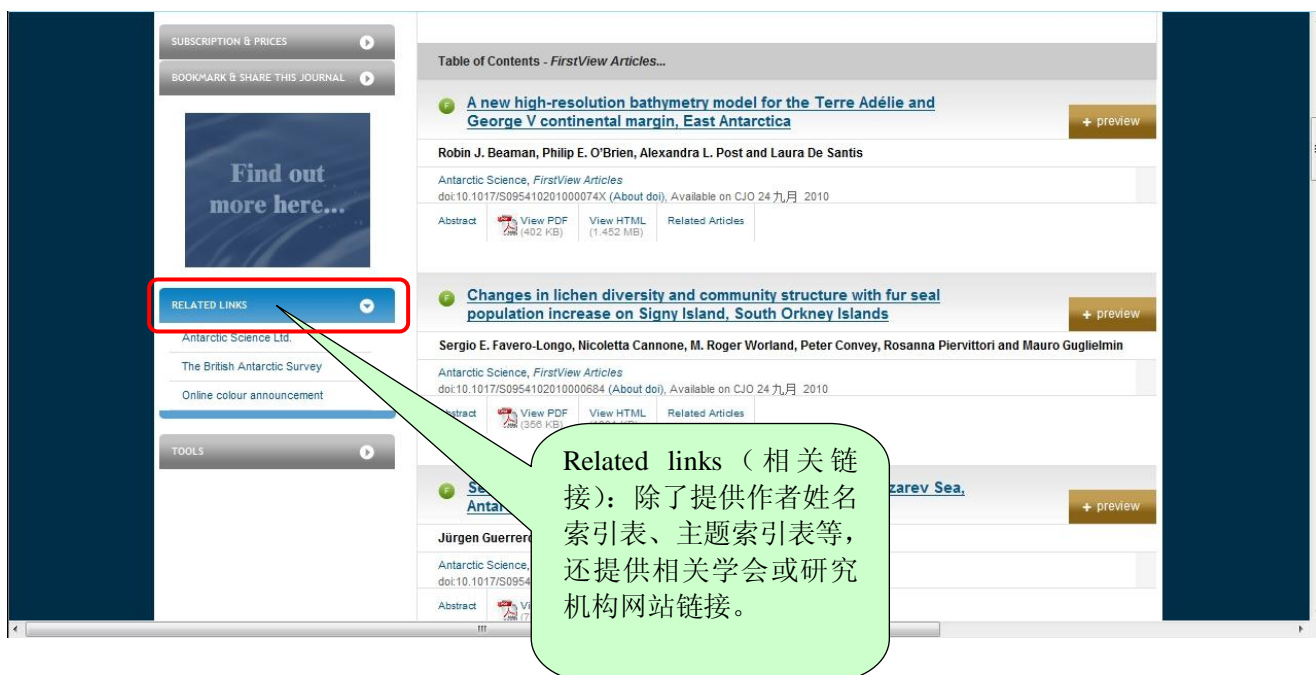 SUBSCRIPTION & PRICES
BOOKMARK & SHARE THIS JOURNAL
Find out
more here...
RELATED LINKS
Antarctic Science Ltd.
The British Antarctic Survey
Online colour announcement
TOOLS
Table of Contents - FirstView Articles...
A new high-resolution bathymetry model for the Terre Adélie and
George V continental margin, East Antarctica
+ preview
Robin J. Beaman, Philip E. O'Brien, Alexandra L. Post and Laura De Santis
Antarctic Science, FirstView Articles
doi:10.1017/S095410201000074X (About doi), Available on CJO 24 九月 2010
Abstract View PDF View HTML Related Articles
(402 KB) (1.452 MB)
Changes in lichen diversity and community structure with fur seal
population increase on Signy Island, South Orkney Islands
+ preview
Sergio E. Favero-Longo, Nicoletta Cannone, M. Roger Worland, Peter Convey, Rosanna Piervittori and Mauro Guglielmin
Antarctic Science, FirstView Articles
doi:10.1017/S0954102010000684 (About doi), Available on CJO 24 九月 2010
Abstract View PDF View HTML Related Articles
(356 KB)
zarev Sea,
+ preview
Jürgen
Antarctic Science,
doi:10.1017/S0954
Abstract
Related links（相关链
接）：除了提供作者姓名
索引表、主题索引表等，
还提供相关学会或研究
机构网站链接。